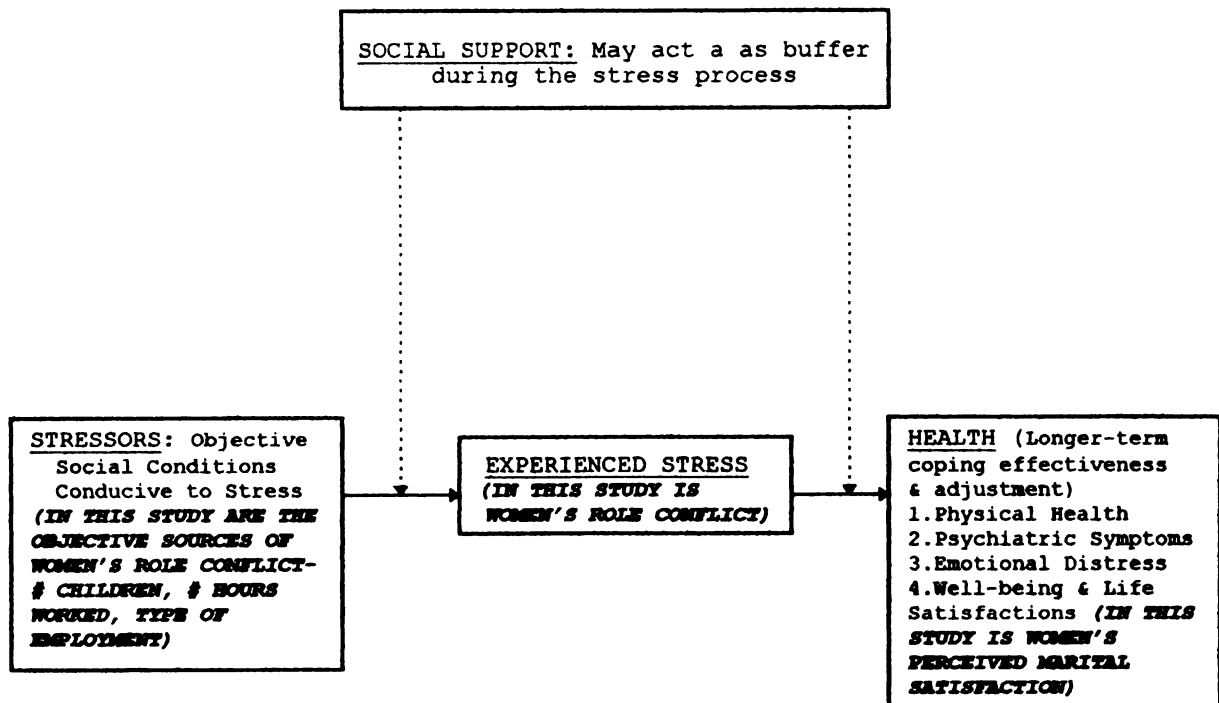 SOCIAL SUPPORT: May act a as buffer
during the stress process
STRESSORS: Objective
Social Conditions
Conducive to Stress
(IN THIS STUDY ARE THE
OBJECTIVE SOURCES OF
WOMEN'S ROLE CONFLICT-
# CHILDREN, # HOURS
WORKED, TYPE OF
EMPLOYMENT)
EXPERIENCED STRESS
(IN THIS STUDY IS
WOMEN'S ROLE CONFLICT)
HEALTH (Longer-term
coping effectiveness
& adjustment)
1.Physical Health
2.Psychiatric Symptoms
3.Emotional Distress
4.Well-being & Life
Satisfactions (IN THIS
STUDY IS WOMEN'S
PERCEIVED MARITAL
SATISFACTION)